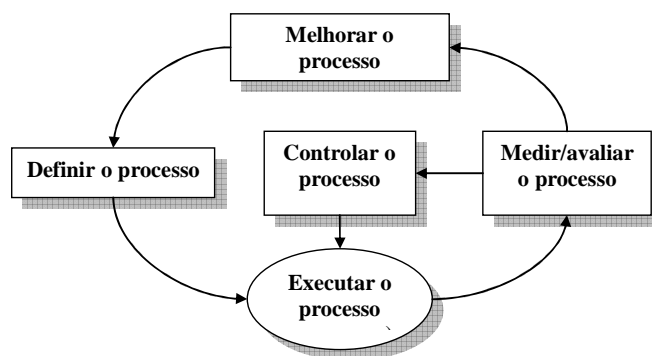 Melhorar o
processo
Definir o processo
Controlar o
processo
Medir/avaliar
o processo
Executar o
processo